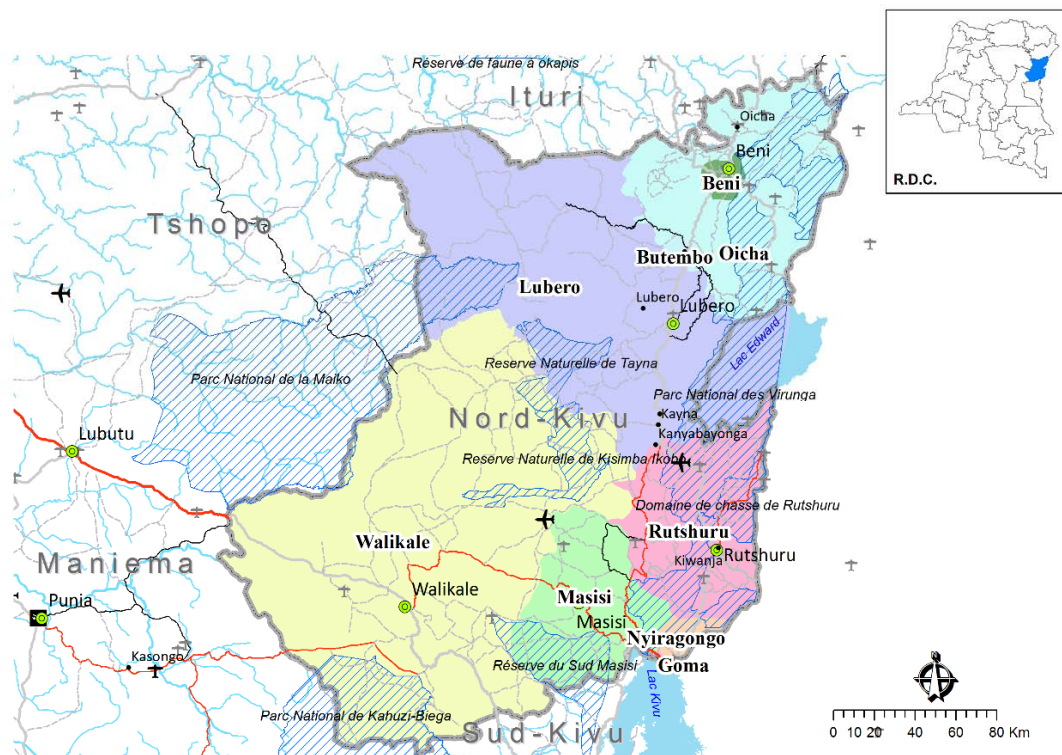 R.D.C.
Réserve de faune à okapis
Ituri
Oicha
Beni
Beni
Tshopo
Butembo
Oicha
Lubero
Lubero
Lubero
Lac Edward
Reserve Naturelle de Tayna
Parc National de la Maiko
Parc National des Virunga
Kayna
Nord-Kivu
Kanyabayonga
Lubutu
Reserve Naturelle de Kisimba Ikobo
Domaine de chasse de Rutshuru
Rutshuru
Walikale
Kiwanja
Rutshuru
Maniema
Walikale
Masisi
Punia
Masisi
Nyiragongo
Kasongo
Réserve du Sud Masisi
Goma
Lac Kivu
Parc National de Kahuzi-Biega
Sud-Kivu
0 10 20 40 60 80 Km